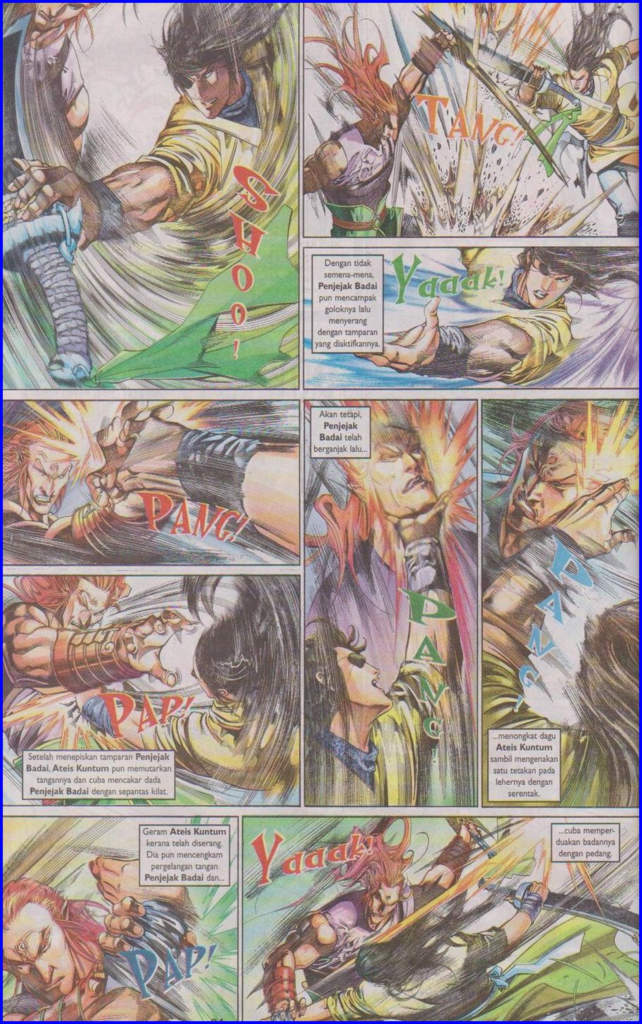 SHOO!
TANG!
Dengan tidak
semena-mena,
Penjejak Badai
pun mencampak
goloknya lalu
menyerang
dengan tamparan
yang diaktifkannya.
Yaaak!
PANG!
Setelah menepiskan tamparan Penjejak
Badai, Ateis Kuntum pun memutarkan
tangannya dan cuba mencakar dada
Penjejak Badai dengan sepantas kilat.
PAP!
Akan tetapi,
Penjejak
Badai telah
berganjak lalu...
PANG!
PANG!
...menongkat dagu
Ateis Kuntum
sambil mengenakan
satu tetakan pada
lehernya dengan
serentak.
Geram Ateis Kuntum
kerana telah diserang.
Dia pun mencengkam
pergelangan tangan
Penjejak Badai dan...
PAP!
Yaaak!
...cuba memper-
duakan badannya
dengan pedang.